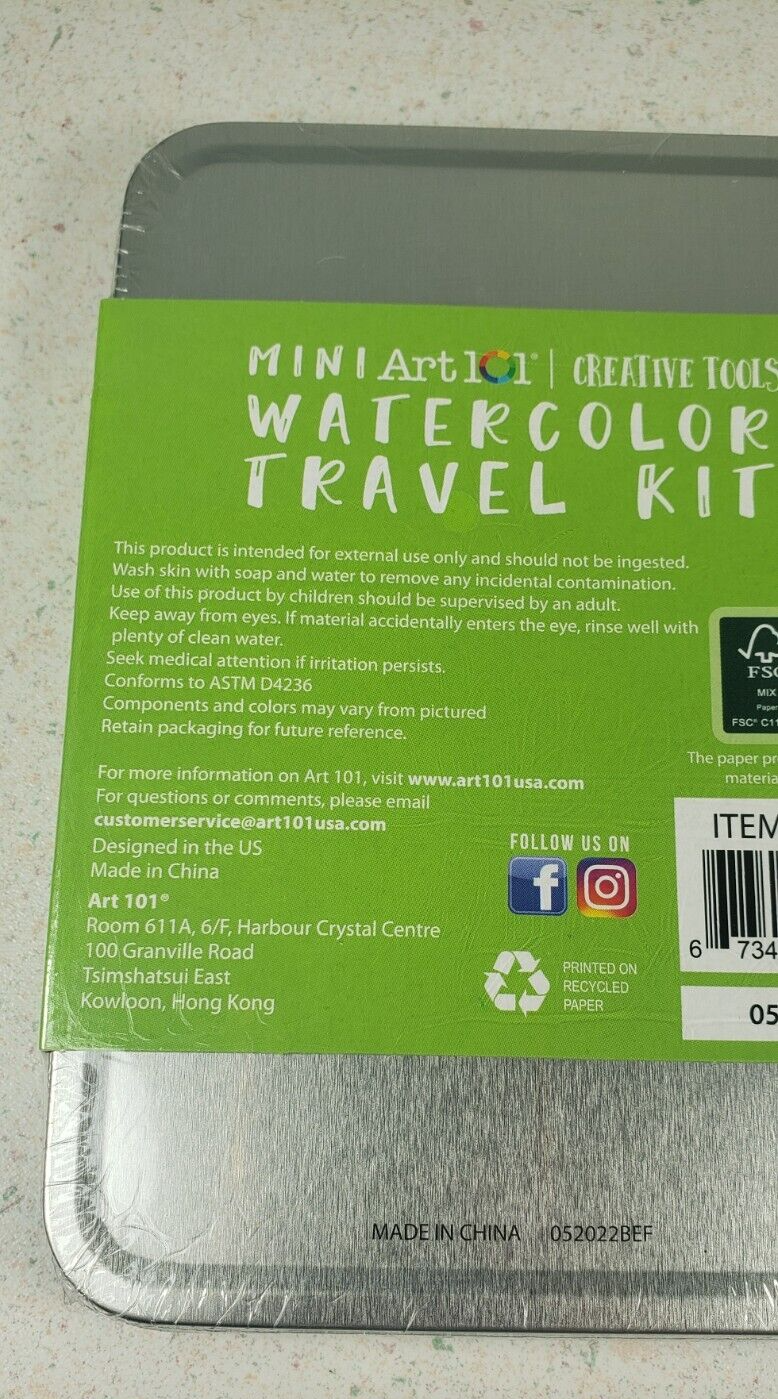 MINI Art 101® | CREATIVE TOOLS
WATERCOLOR
TRAVEL KIT
This product is intended for external use only and should not be ingested.
Wash skin with soap and water to remove any incidental contamination.
Use of this product by children should be supervised by an adult.
Keep away from eyes. If material accidentally enters the eye, rinse well with
plenty of clean water.
Seek medical attention if irritation persists.
Conforms to ASTM D4236
Components and colors may vary from pictured
Retain packaging for future reference.
FSC
MIX
Paper
FSC® C11
The paper pr
materia
For more information on Art 101, visit www.art101usa.com
For questions or comments, please email
customerservice@art101usa.com
Designed in the US
Made in China
Art 101®
Room 611A, 6/F, Harbour Crystal Centre
100 Granville Road
Tsimshatsui East
Kowloon, Hong Kong
FOLLOW US ON
f
PRINTED ON
RECYCLED
PAPER
ITEM
6 734
05
MADE IN CHINA 052022BEF